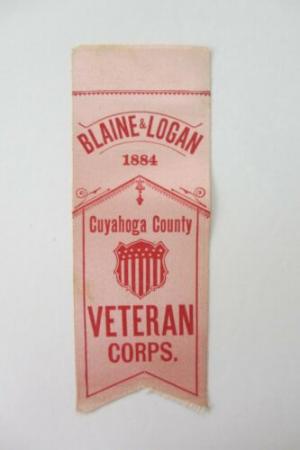 BLAINE & LOGAN
1884
Cuyahoga County
VETERAN
CORPS.